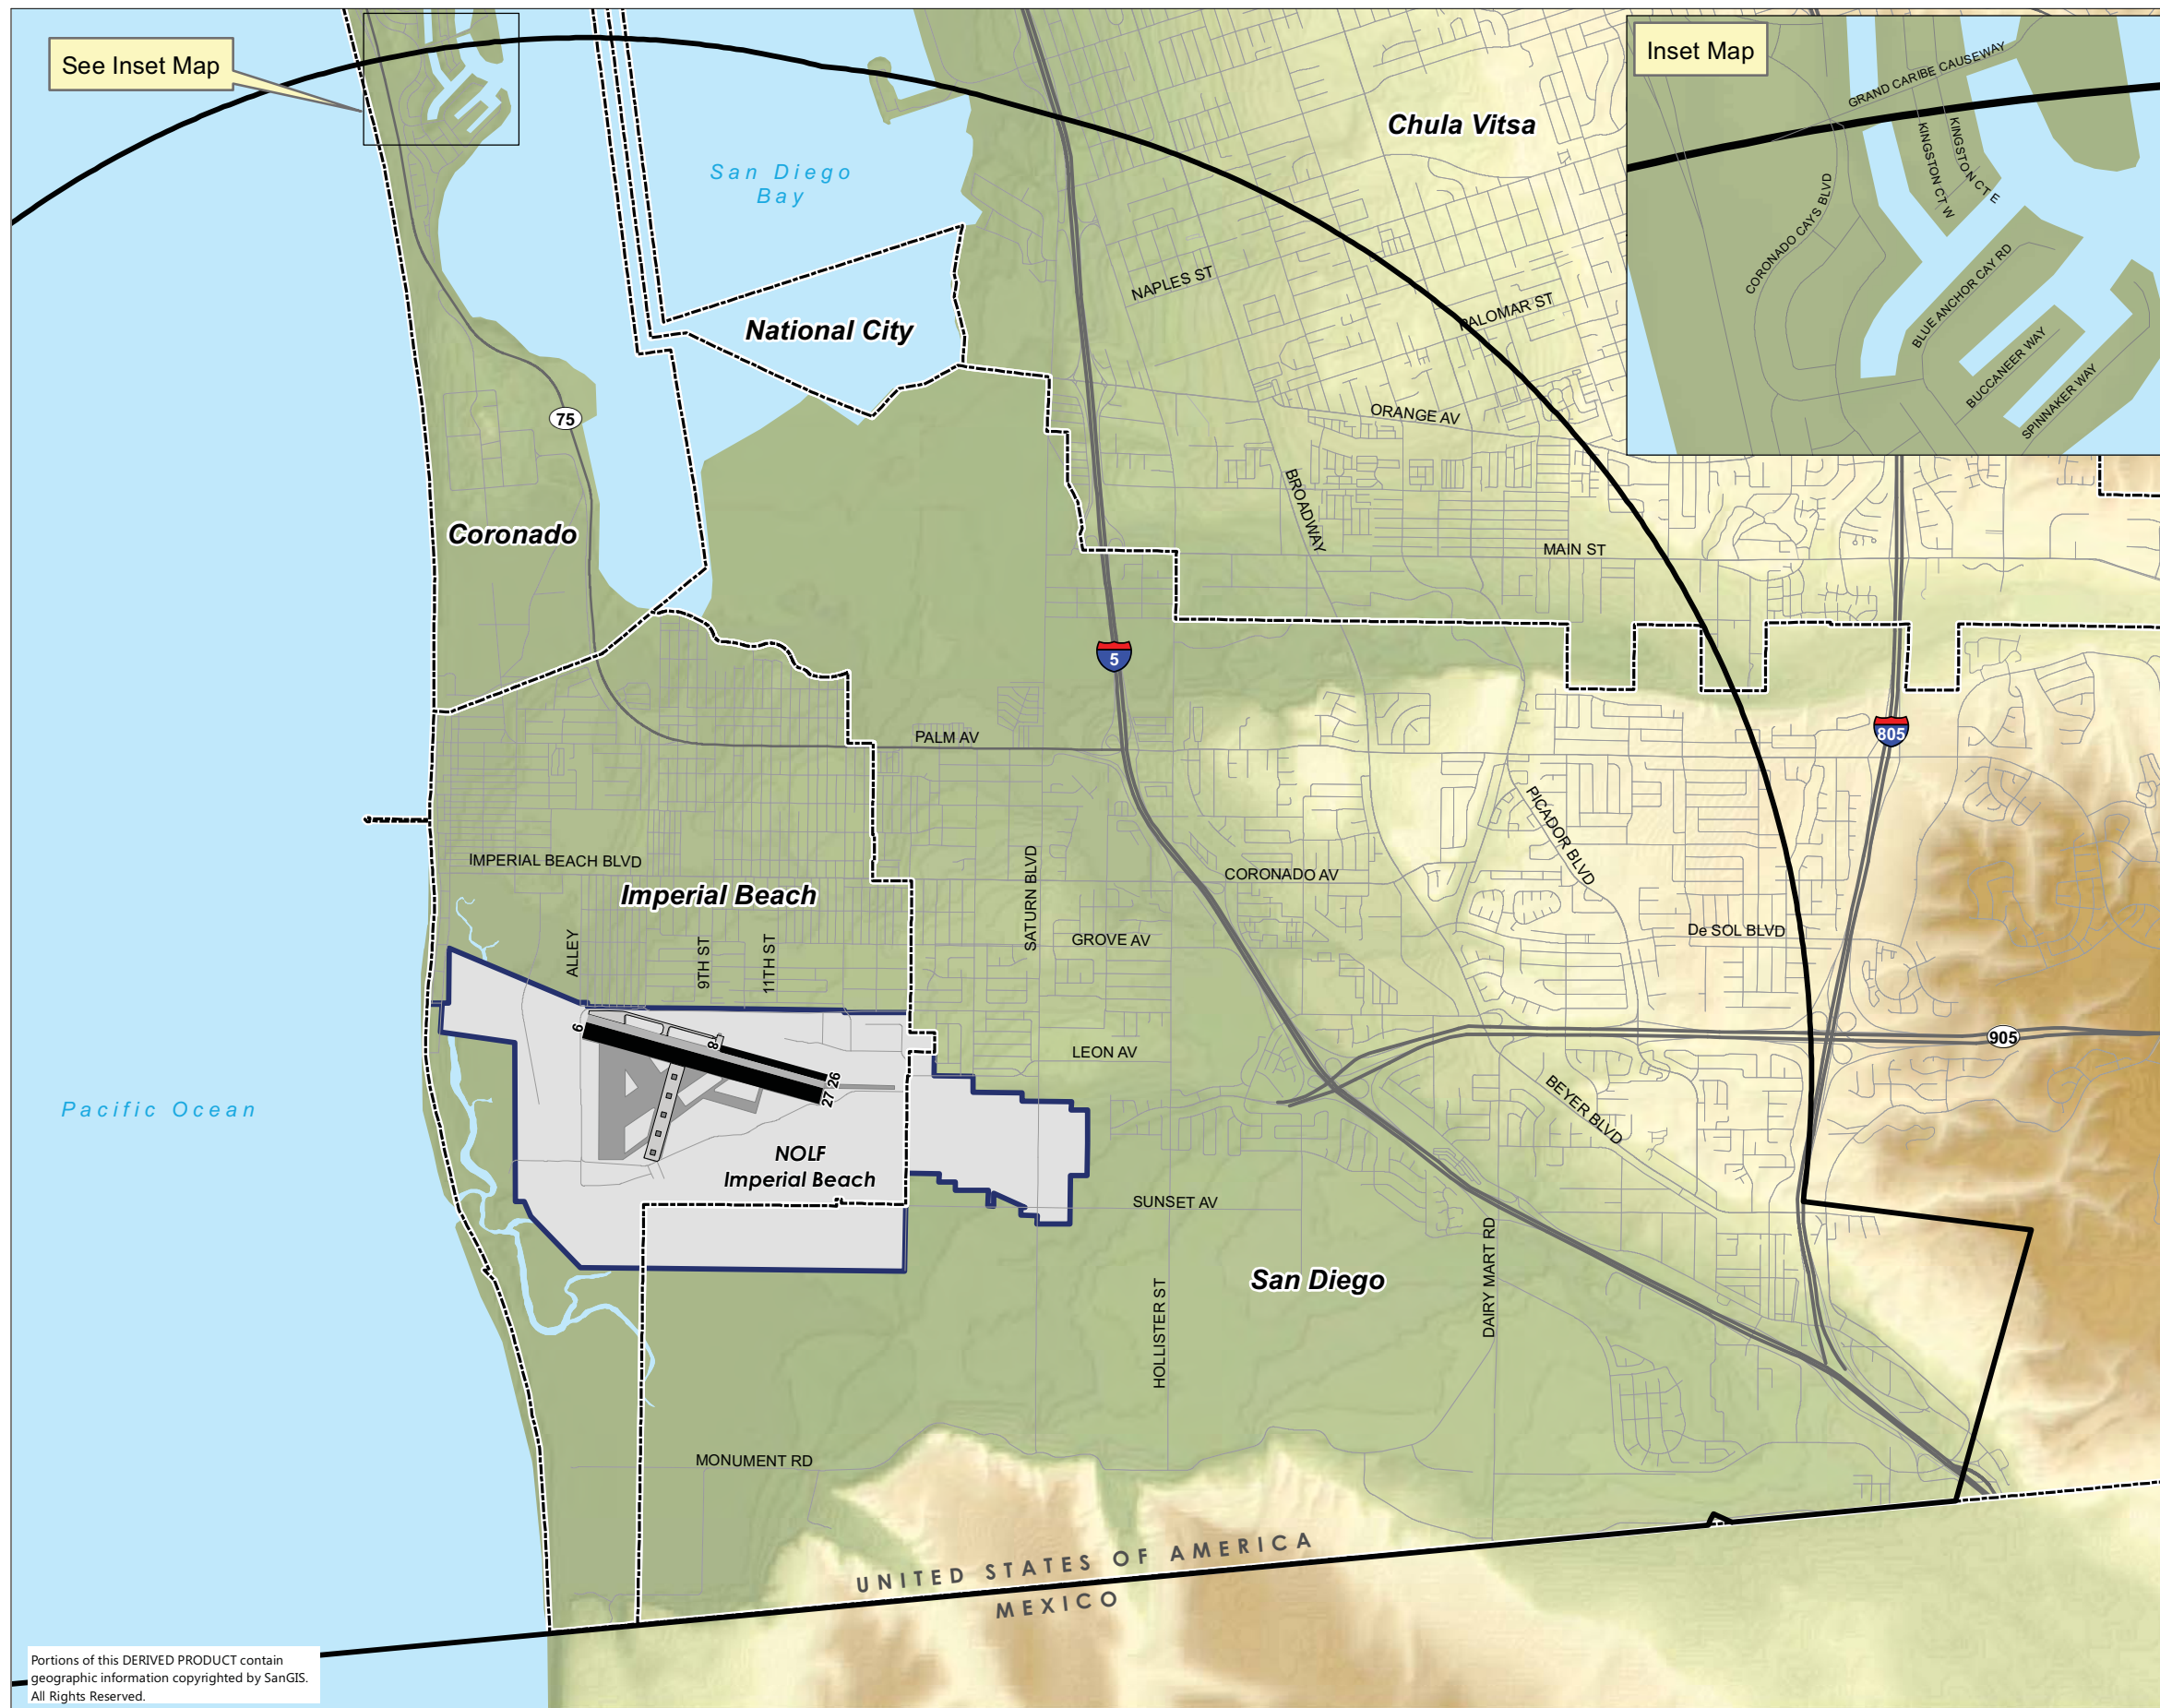 See Inset Map
Inset Map
GRAND CARIBE CAUSEWAY
KINGSTON CT W
KINGSTON CT E
CORONADO CAYS BLVD
BLUE ANCHOR CAY RD
BUCCANEER WAY
SPINNAKER WAY
Chula Vitsa
San Diego
Bay
NAPLES ST
PALOMAR ST
National City
75
ORANGE AV
BROADWAY
Coronado
MAIN ST
5
805
PALM AV
PICADOR BLVD
IMPERIAL BEACH BLVD
CORONADO AV
Imperial Beach
SATURN BLVD
De SOL BLVD
ALLEY
9TH ST
11TH ST
GROVE AV
6
8
26
27
LEON AV
905
BEYER BLVD
Pacific Ocean
NOLF
Imperial Beach
SUNSET AV
San Diego
HOLLISTER ST
DAIRY MART RD
MONUMENT RD
UNITED STATES OF AMERICA
MEXICO
Portions of this DERIVED PRODUCT contain
geographic information copyrighted by SanGIS.
All Rights Reserved.